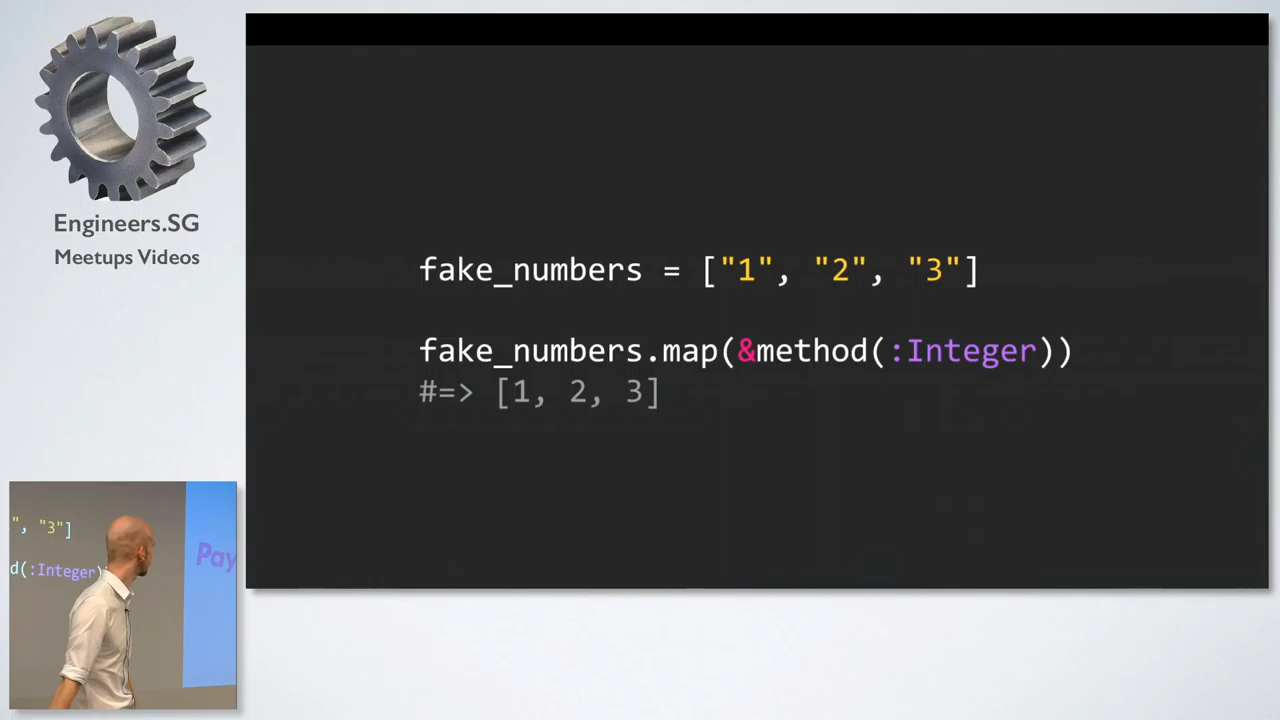 Engineers.SG
Meetups Videos
fake_numbers = ["1", "2", "3"]
fake_numbers.map(&method(:Integer))
#=> [1, 2, 3]
", "3"]
d(:Integer)
Pay